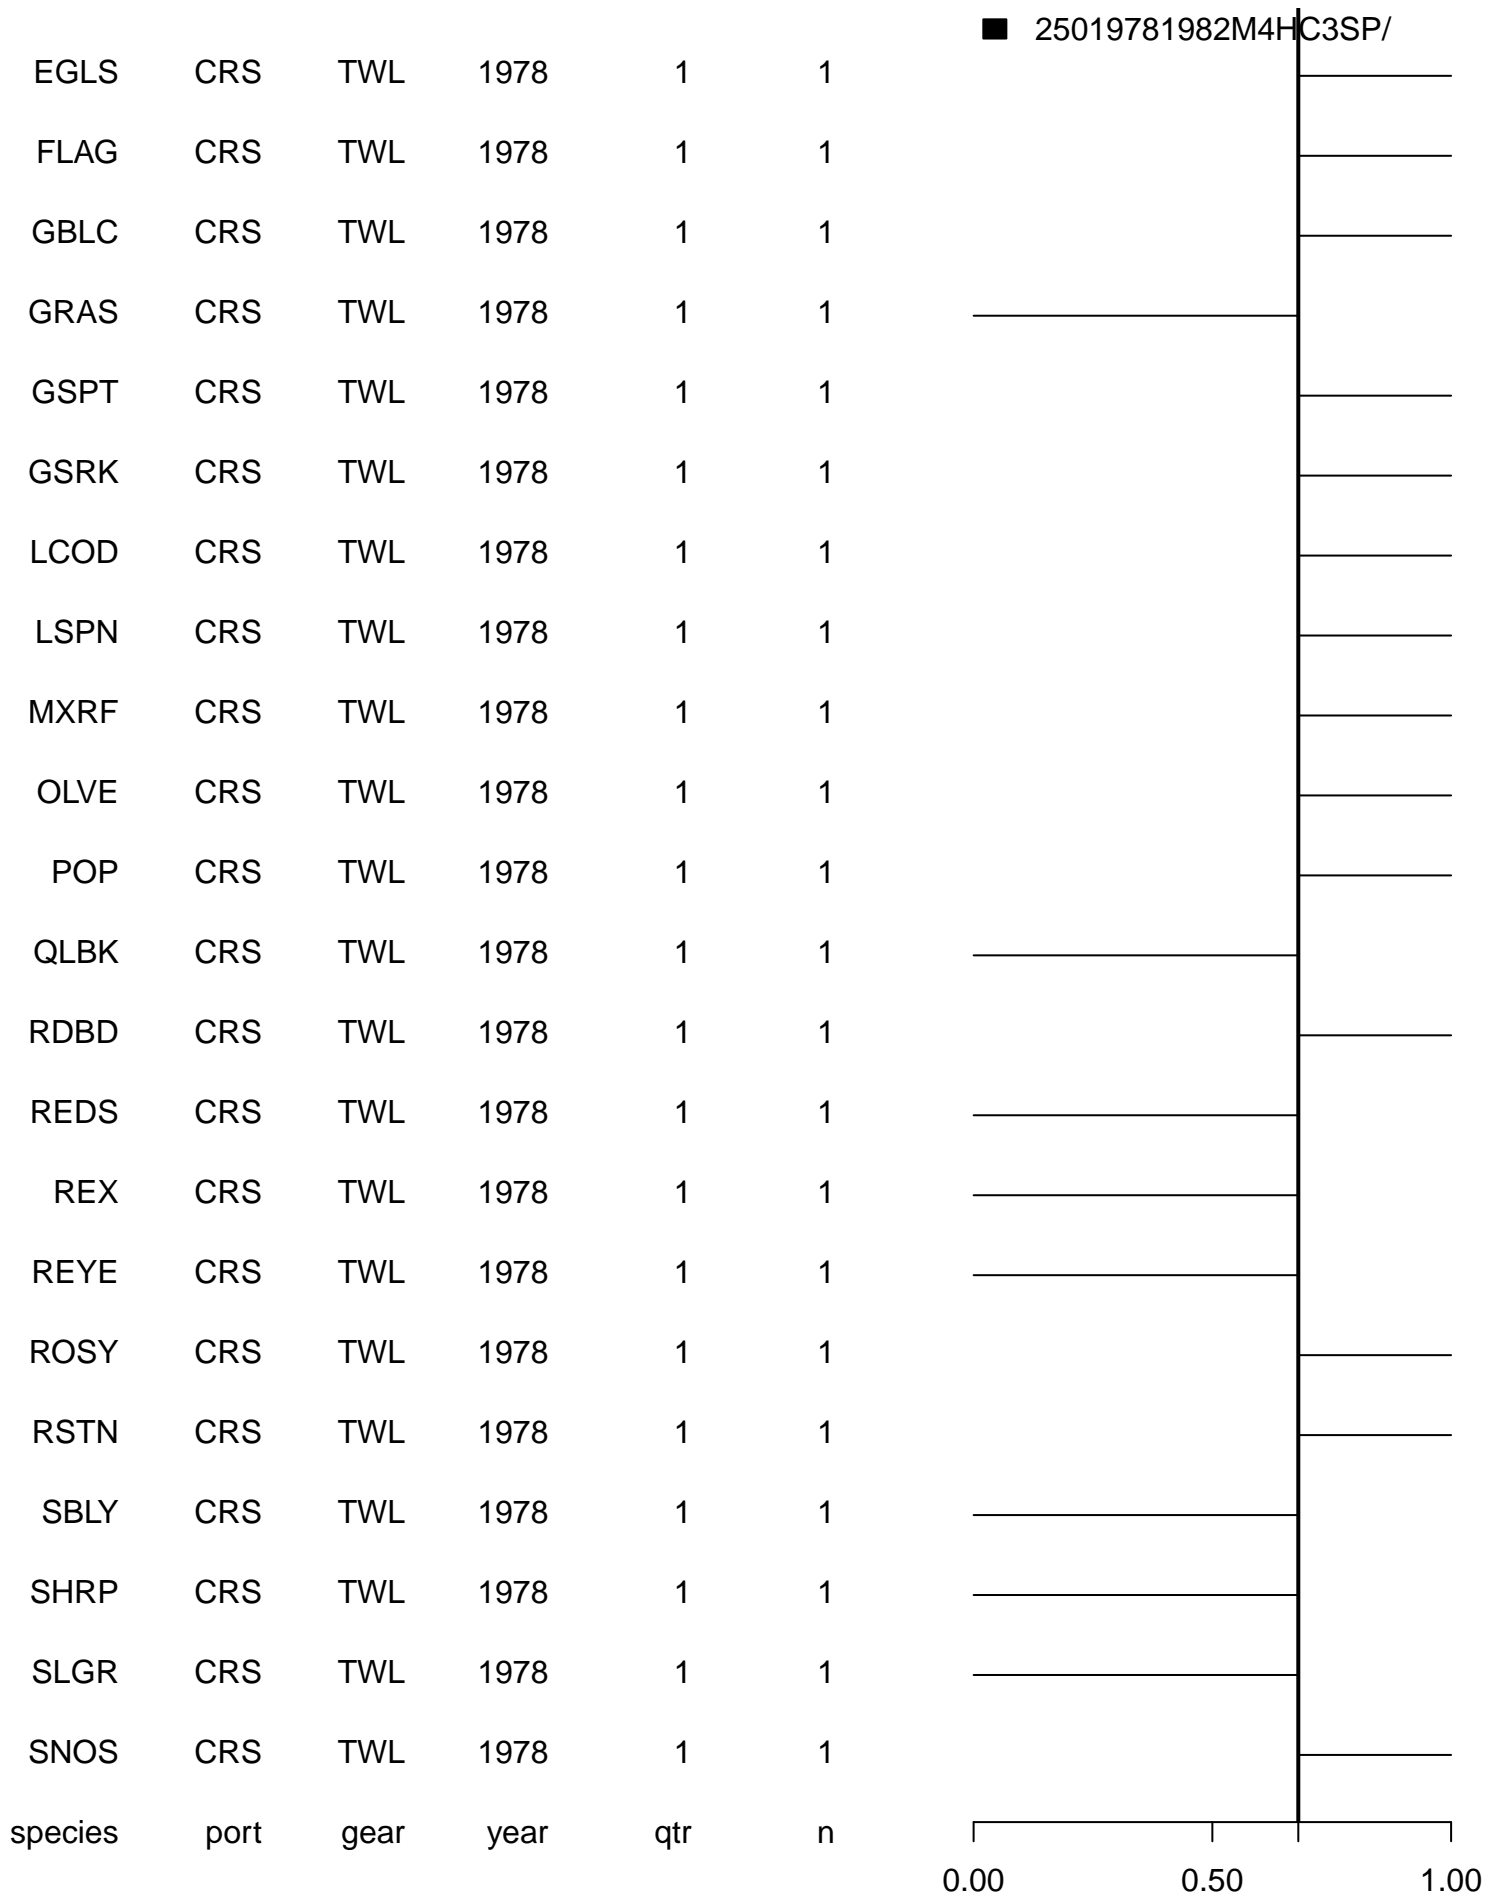 25019781982M4HC3SP/
EGLS CRS TWL 1978 1 1
FLAG CRS TWL 1978 1 1
GBLC CRS TWL 1978 1 1
GRAS CRS TWL 1978 1 1
GSPT CRS TWL 1978 1 1
GSRK CRS TWL 1978 1 1
LCOD CRS TWL 1978 1 1
LSPN CRS TWL 1978 1 1
MXRF CRS TWL 1978 1 1
OLVE CRS TWL 1978 1 1
POP CRS TWL 1978 1 1
QLBK CRS TWL 1978 1 1
RDBD CRS TWL 1978 1 1
REDS CRS TWL 1978 1 1
REX CRS TWL 1978 1 1
REYE CRS TWL 1978 1 1
ROSY CRS TWL 1978 1 1
RSTN CRS TWL 1978 1 1
SBLY CRS TWL 1978 1 1
SHRP CRS TWL 1978 1 1
SLGR CRS TWL 1978 1 1
SNOS CRS TWL 1978 1 1
species port gear year qtr n
0.00 0.50 1.00